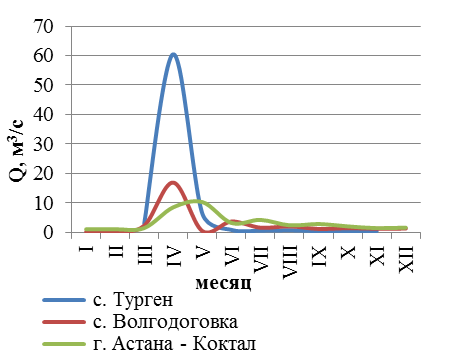 70
60
50
40
30
20
10
0
Q, м³/с
I II III IV V VI VII VIII IX X XI XII
месяц
с. Турген
с. Волгодоговка
г. Астана - Коктал